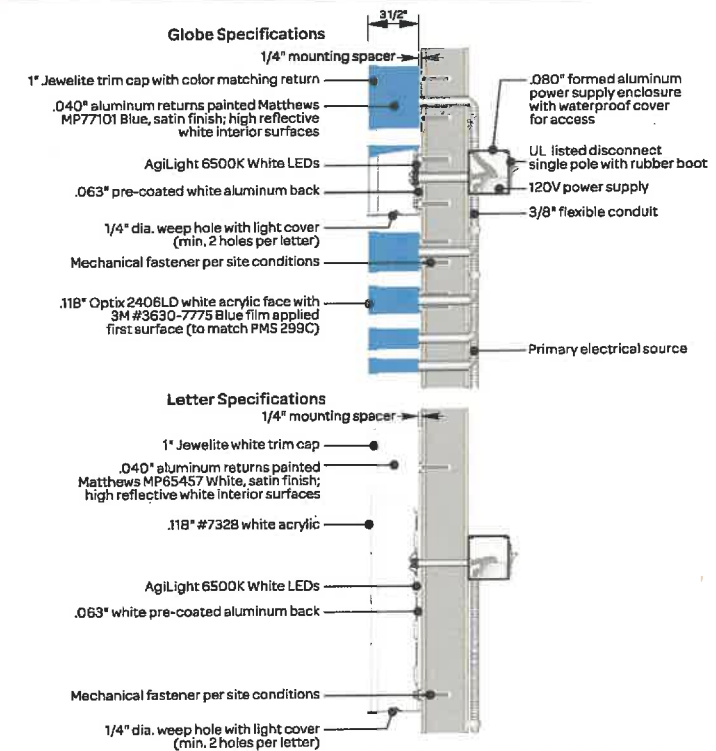 3 1/2"
Globe Specifications
1/4" mounting spacer
1" Jewelite trim cap with color matching return
.040" aluminum returns painted Matthews
MP77101 Blue, satin finish; high reflective
white interior surfaces
AgiLight 6500K White LEDs
.063" pre-coated white aluminum back
1/4" dia. weep hole with light cover
(min. 2 holes per letter)
Mechanical fastener per site conditions
.118" Optix 2406LD white acrylic face with
3M #3630-7775 Blue film applied
first surface (to match PMS 299C)
.080" formed aluminum
power supply enclosure
with waterproof cover
for access
UL listed disconnect
single pole with rubber boot
120V power supply
3/8" flexible conduit
Primary electrical source
Letter Specifications
1/4" mounting spacer
1" Jewelite white trim cap
.040" aluminum returns painted
Matthews MP65457 White, satin finish;
high reflective white interior surfaces
.118" #7328 white acrylic
AgiLight 6500K White LEDs
.063" white pre-coated aluminum back
Mechanical fastener per site conditions
1/4" dia. weep hole with light cover
(min. 2 holes per letter)